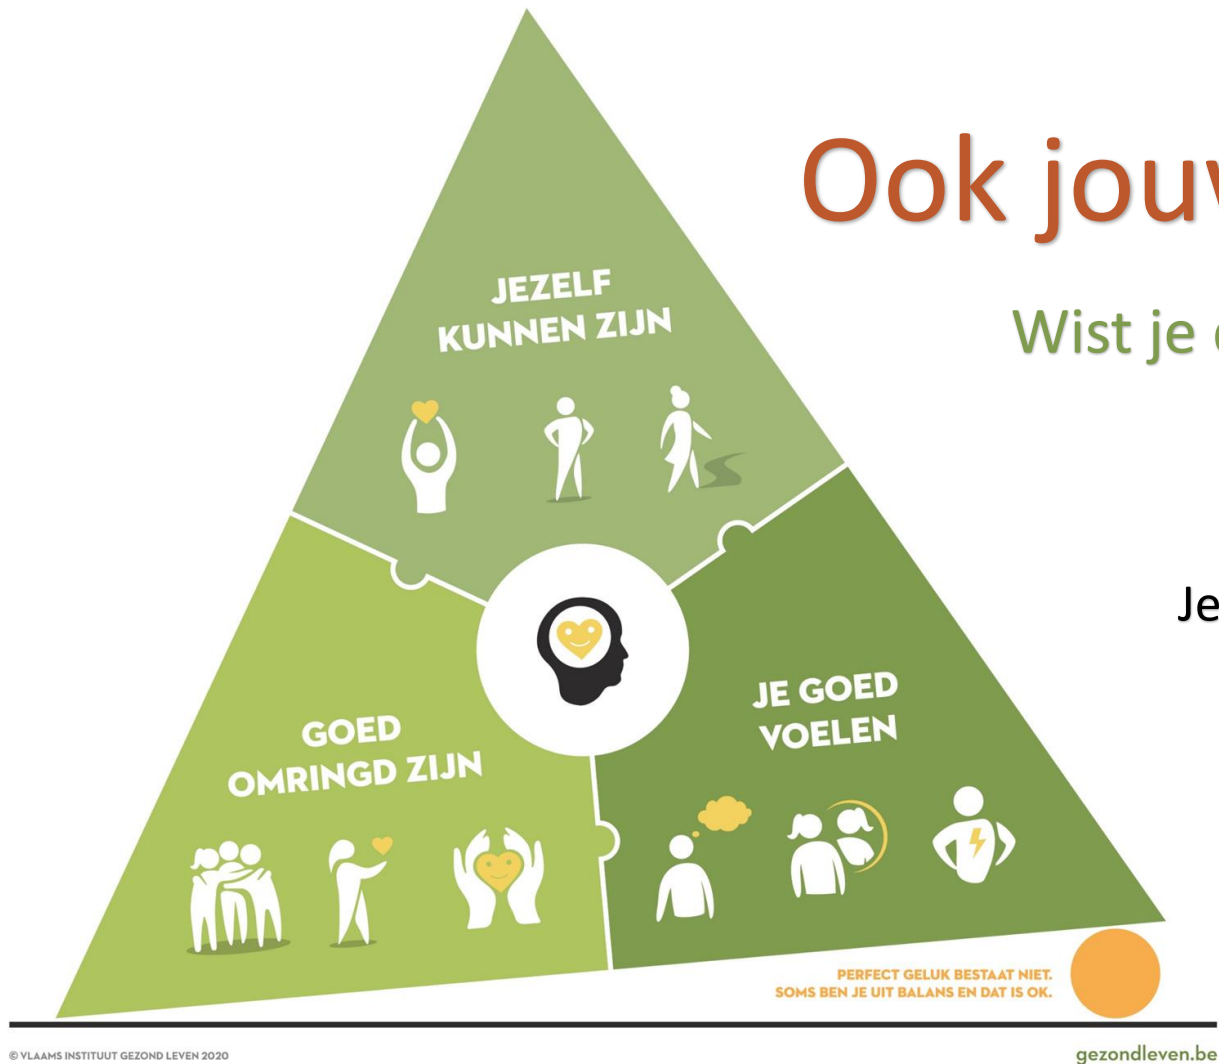 Ook jou
Wist je
JEZELF
KUNNEN ZIJN
Je
JE GOED
VOELEN
GOED
OMRINGD ZIJN
PERFECT GELUK BESTAAT NIET.
SOMS BEN JE UIT BALANS EN DAT IS OK.
© VLAAMS INSTITUUT GEZOND LEVEN 2020
gezondleven.be